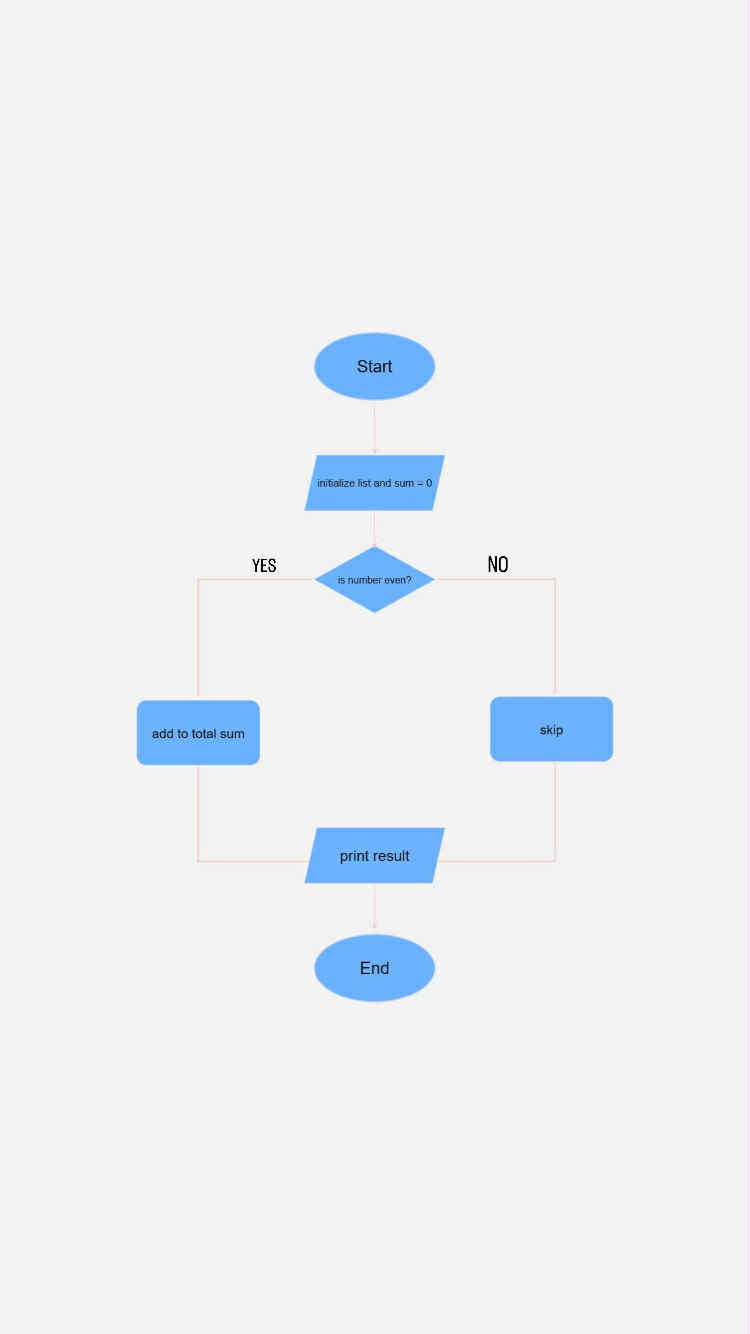 Start
initialize list and sum = 0
is number even?
YES
NO
add to total sum
skip
print result
End